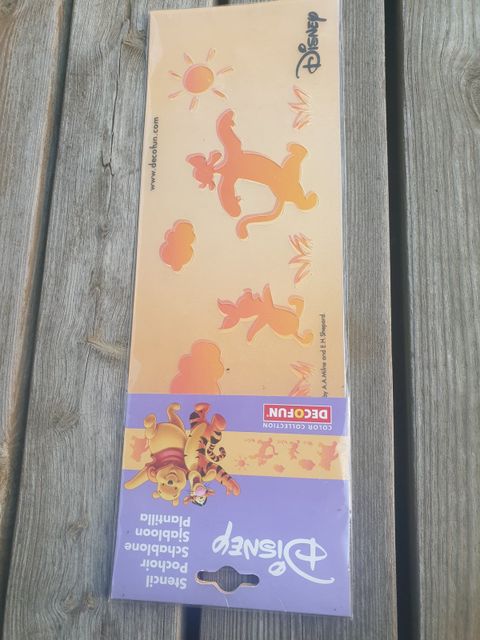 Disney
www.decofun.com
by A.A.Milne and E.H.Shepard.
DECOFUN®
COLOR COLLECTION
Disney
Stencil
Pochoir
Schablone
Sjabloon
Plantilla